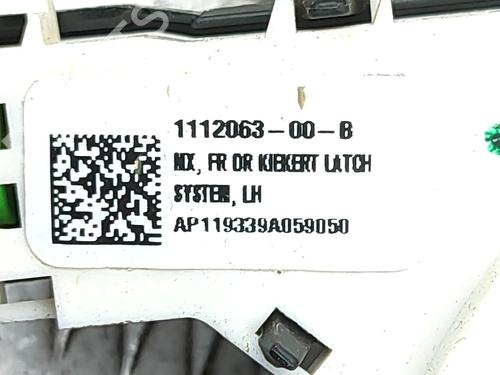 1112063-00-B
MX, FR DR KIEKERT LATCH
SYSTEM, LH
AP119339A059050